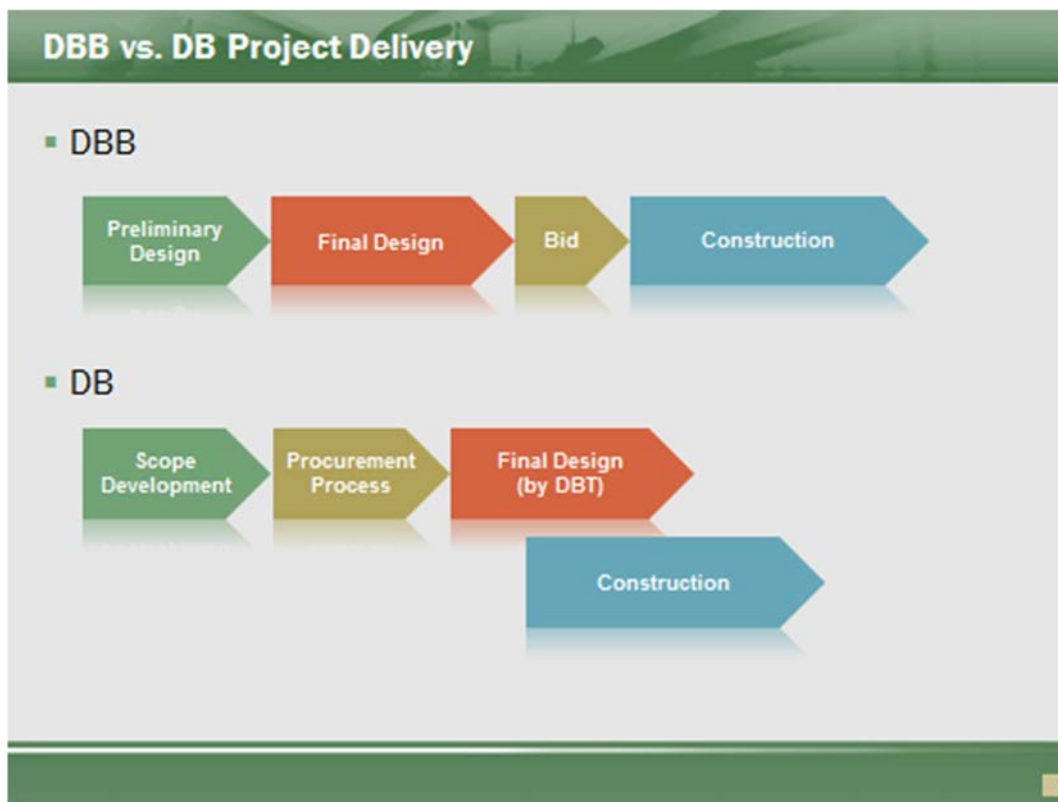 DBB vs. DB Project Delivery
DBB
Preliminary
Design
Final Design
Bid
Construction
DB
Scope
Development
Procurement
Process
Final Design
(by DBT)
Construction